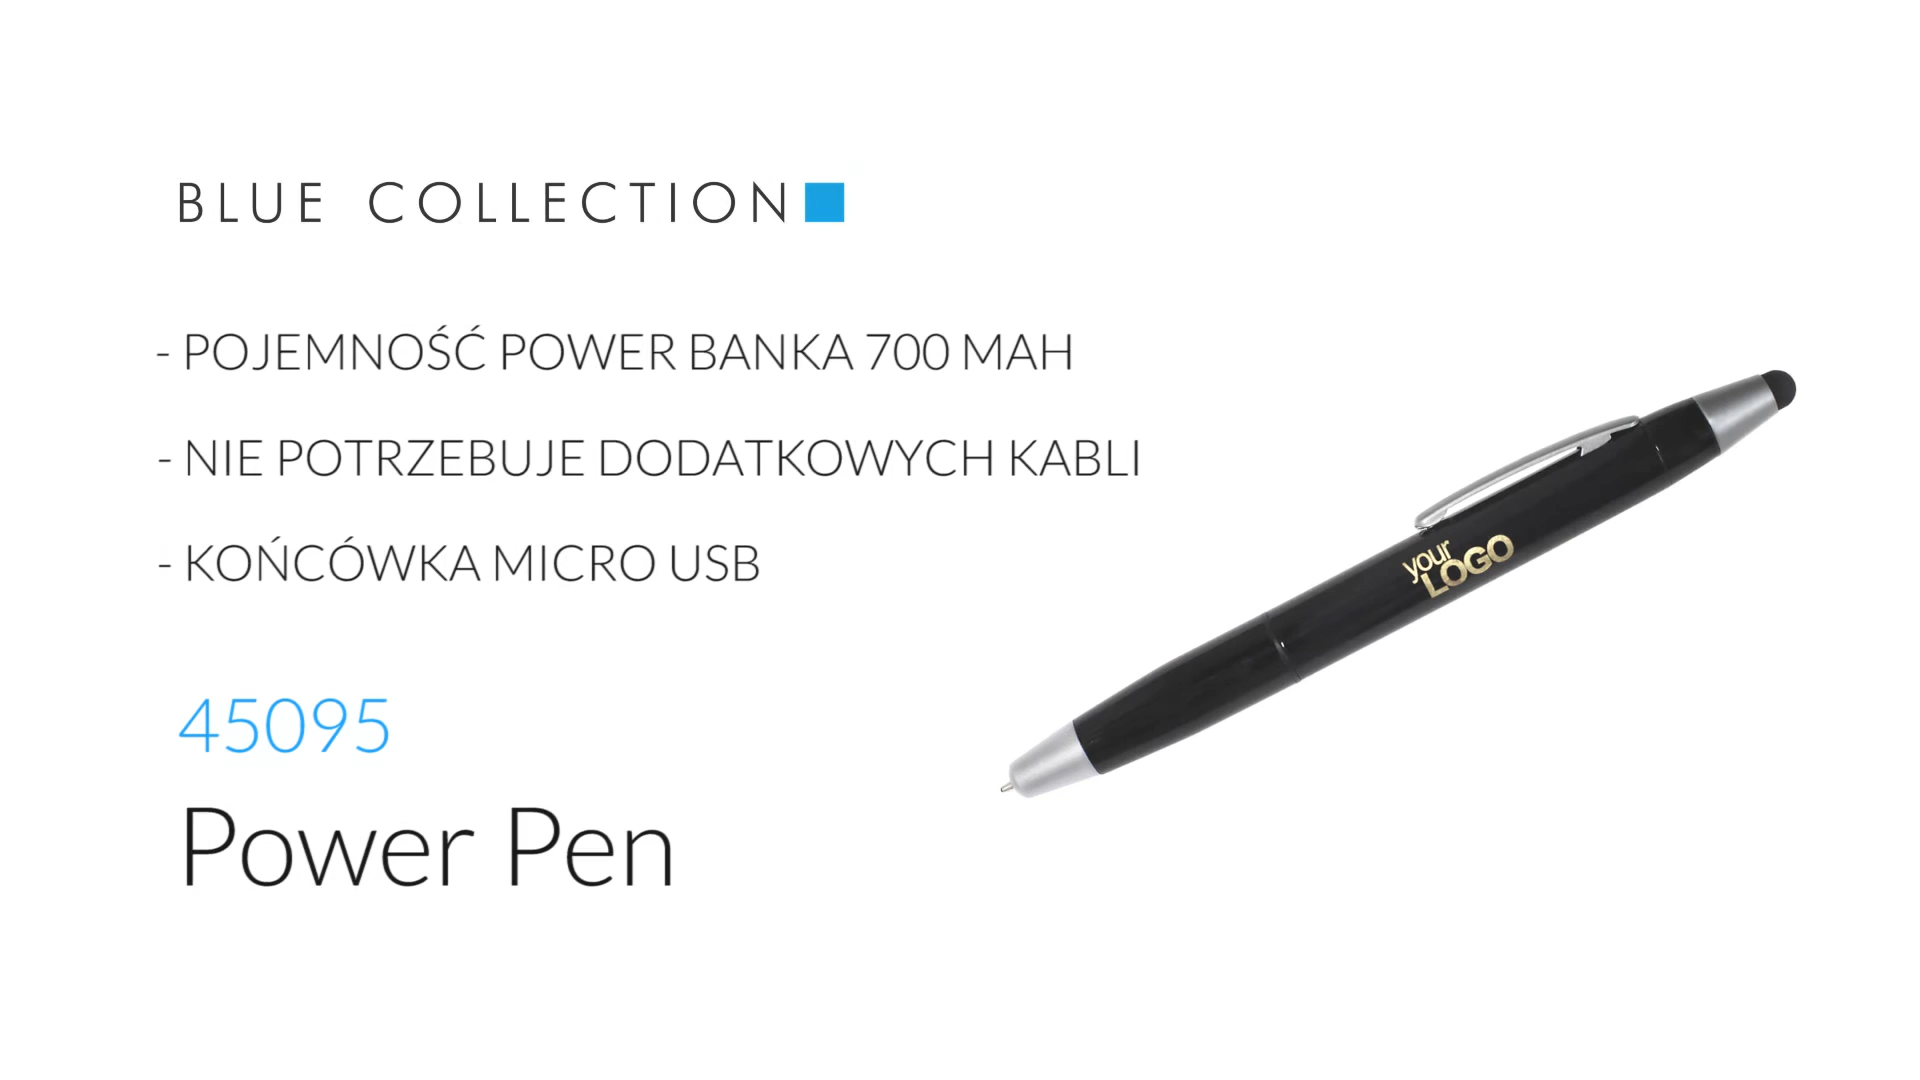 BLUE COLLECTION
- POJEMNOŚĆ POWER BANKA 700 MAH
- NIE POTRZEBUJE DODATKOWYCH KABLI
- KOŃCÓWKA MICRO USB
your
LOGO
45095
Power Pen